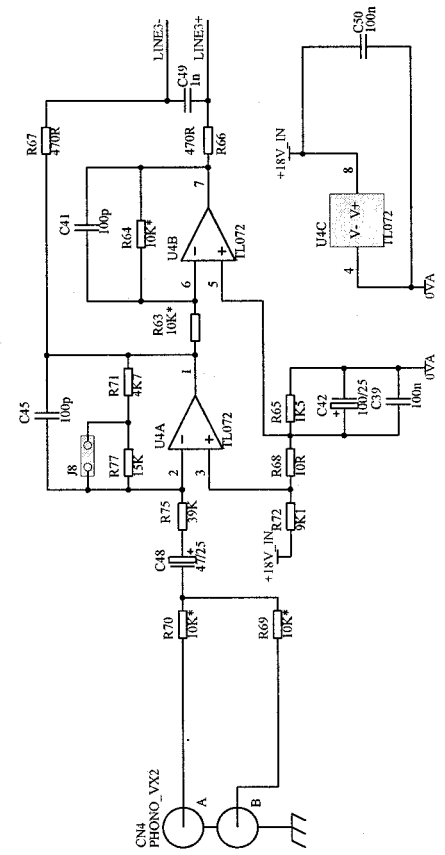 CN4
PHONO_VX2
A
B
R70
10K*
R69
10K*
C48
47/25
+
R75
39K
+18V_IN
R72
9K1
J8
R77
15K
R71
4K7
C45
100p
2
3
1
U4A
TL072
-
+
R68
10R
R65
1K5
C42
100/25
+
C39
100n
0VA
R63
10K*
6
5
7
U4B
TL072
-
+
C41
100p
R64
10K*
R67
470R
470R
R66
C49
1n
LINE3-
LINE3+
+18V_IN
U4C
V- V+
TL072
4
8
0VA
C50
100n